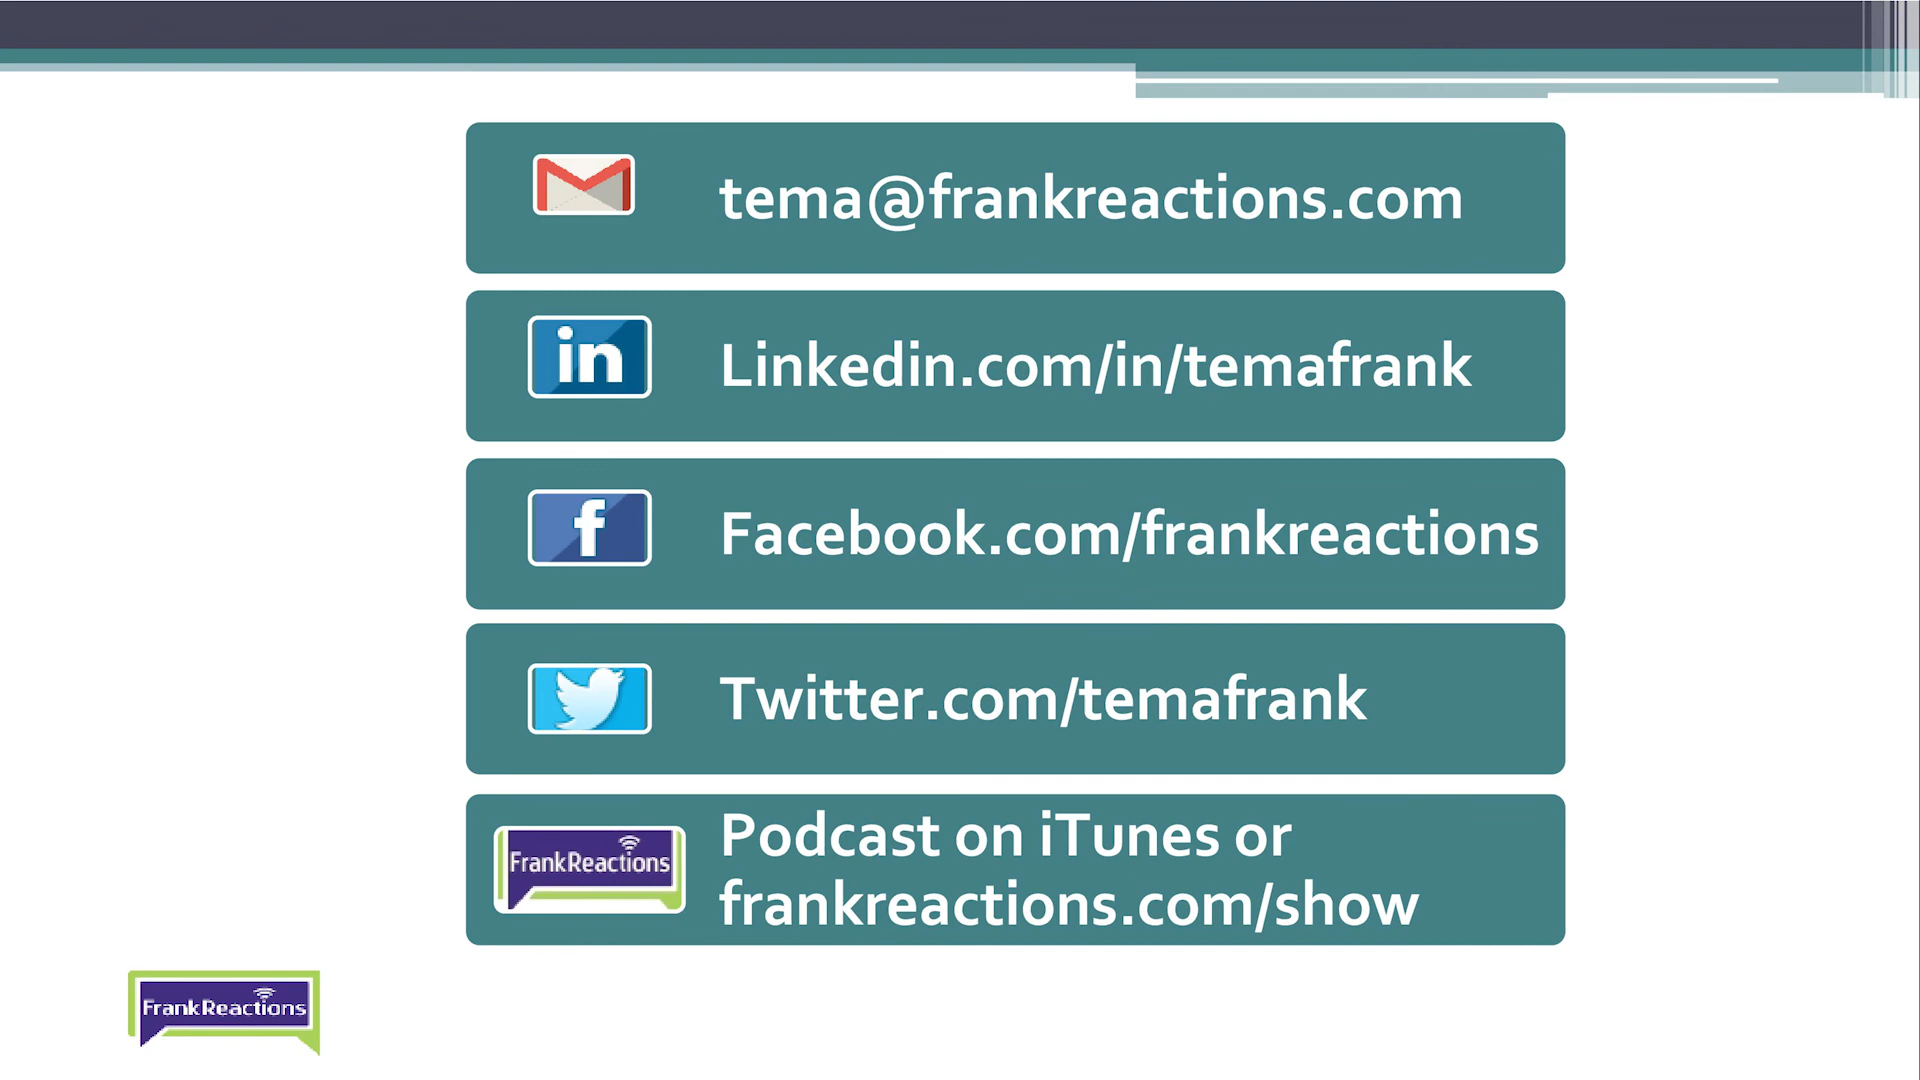 tema@frankreactions.com
in
Linkedin.com/in/temafrank
f
Facebook.com/frankreactions
Twitter.com/temafrank
FrankReactions
Podcast on iTunes or
frankreactions.com/show
FrankReactions